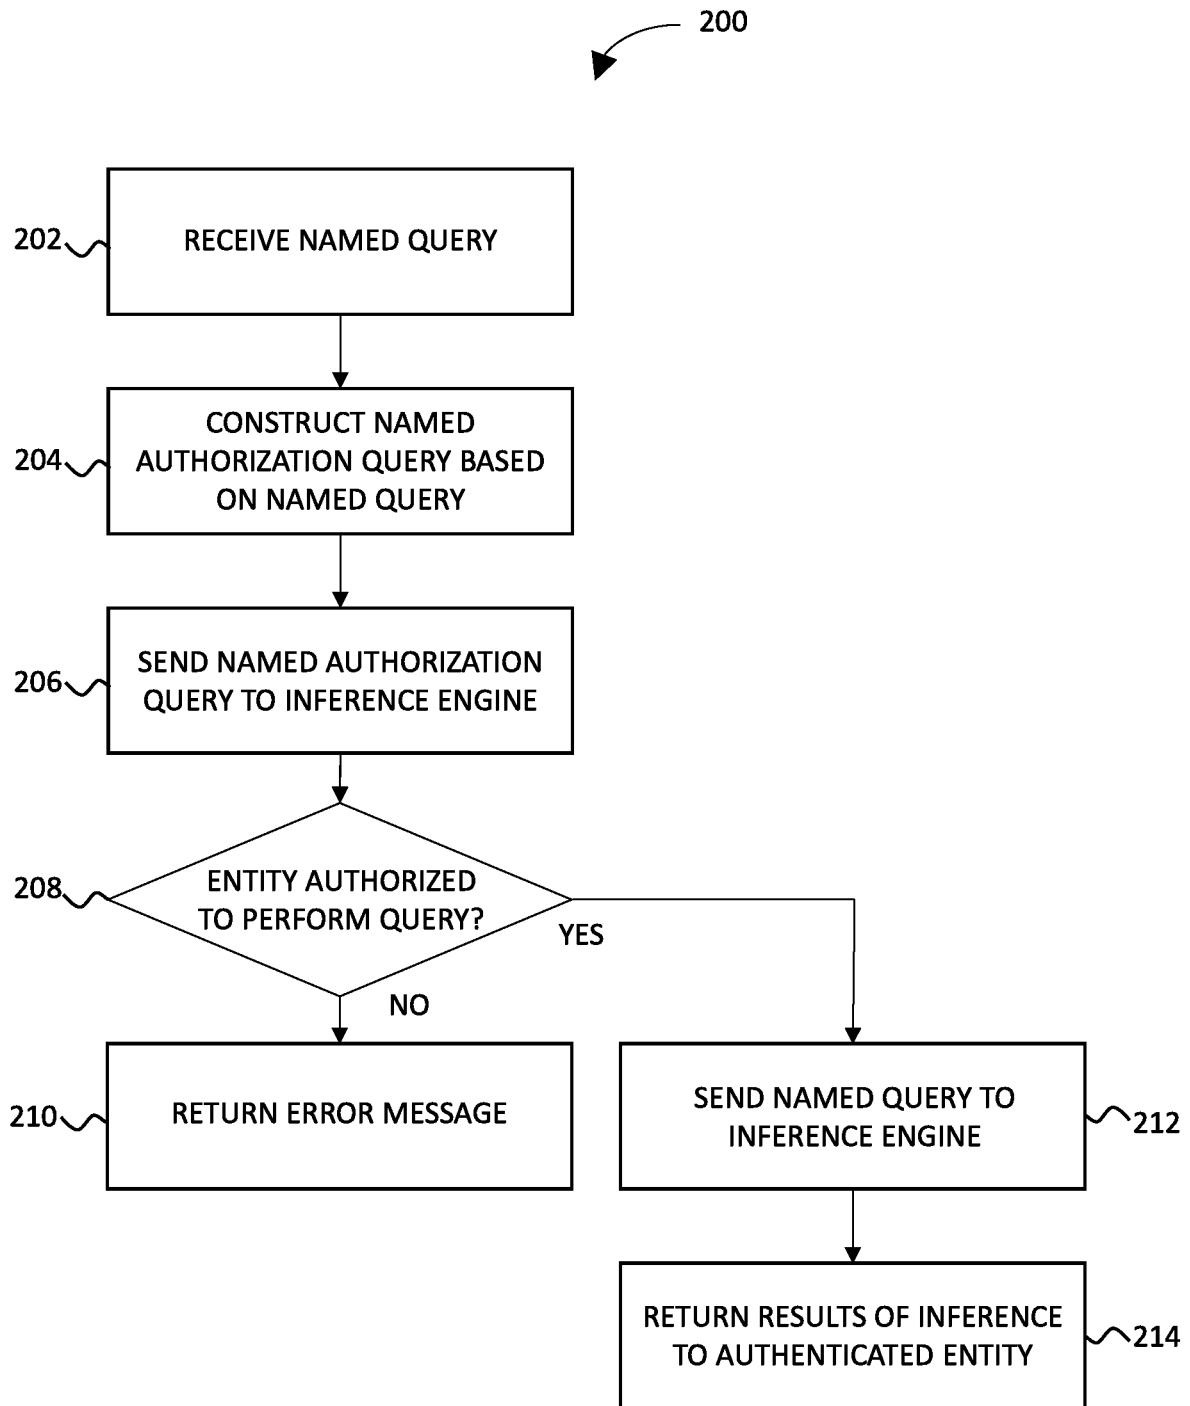 200
202
RECEIVE NAMED QUERY
204
CONSTRUCT NAMED
AUTHORIZATION QUERY BASED
ON NAMED QUERY
206
SEND NAMED AUTHORIZATION
QUERY TO INFERENCE ENGINE
208
ENTITY AUTHORIZED
TO PERFORM QUERY?
YES
NO
210
RETURN ERROR MESSAGE
SEND NAMED QUERY TO
INFERENCE ENGINE
212
RETURN RESULTS OF INFERENCE
TO AUTHENTICATED ENTITY
214